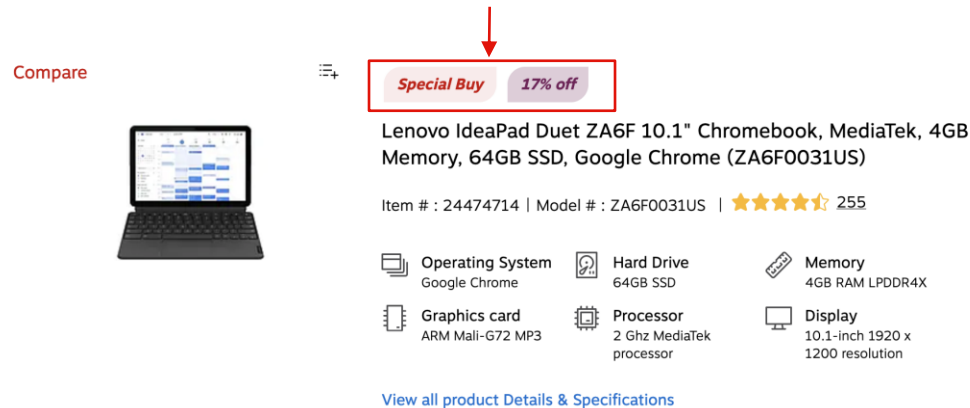 Compare
Special Buy
17% off
Lenovo IdeaPad Duet ZA6F 10.1" Chromebook, MediaTek, 4GB
Memory, 64GB SSD, Google Chrome (ZA6F0031US)
Item # : 24474714 | Model # : ZA6F0031US | 255
Operating System
Google Chrome
Hard Drive
64GB SSD
Memory
4GB RAM LPDDR4X
Graphics card
ARM Mali-G72 MP3
Processor
2 Ghz MediaTek
processor
Display
10.1-inch 1920 x
1200 resolution
View all product Details & Specifications